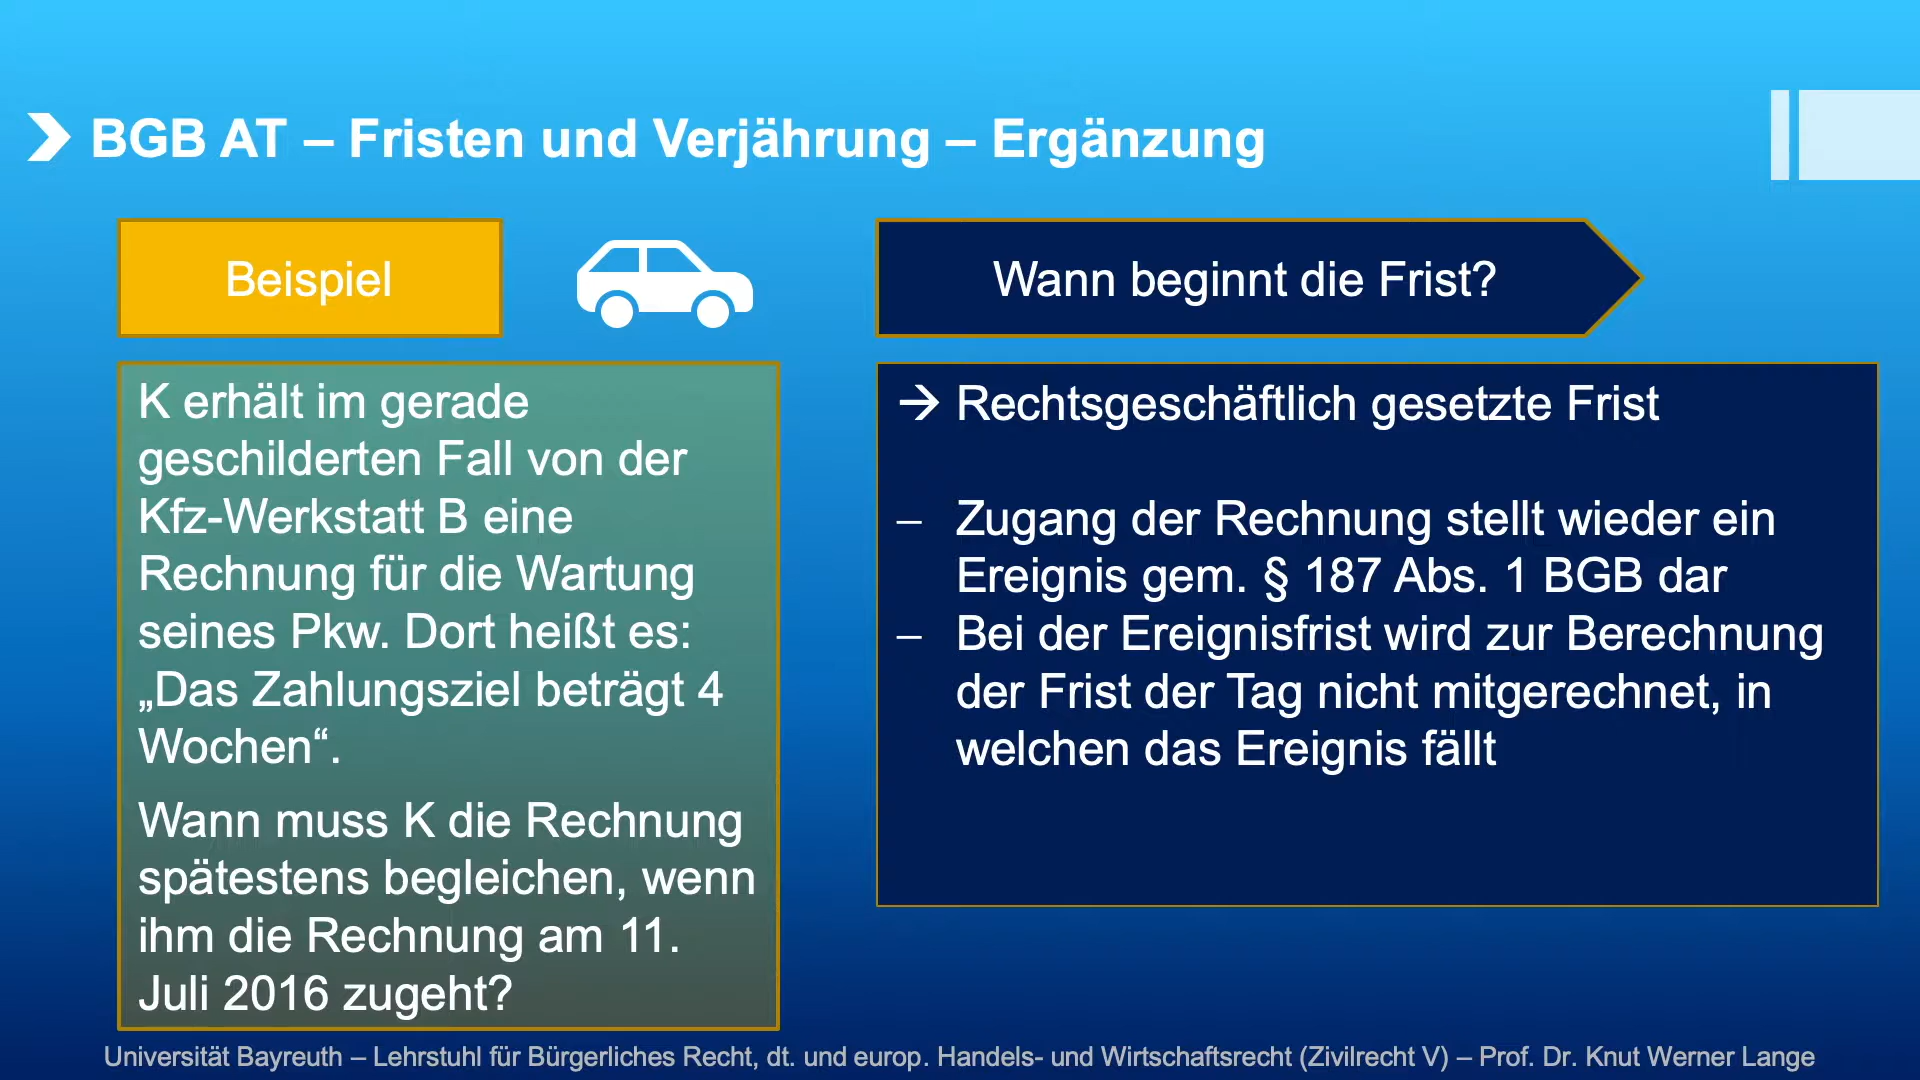 BGB AT – Fristen und Verjährung – Ergänzung
Beispiel
K erhält im gerade
geschilderten Fall von der
Kfz-Werkstatt B eine
Rechnung für die Wartung
seines Pkw. Dort heißt es:
„Das Zahlungsziel beträgt 4
Wochen“.
Wann muss K die Rechnung
spätestens begleichen, wenn
ihm die Rechnung am 11.
Juli 2016 zugeht?
Wann beginnt die Frist?
→ Rechtsgeschäftlich gesetzte Frist
– Zugang der Rechnung stellt wieder ein
Ereignis gem. § 187 Abs. 1 BGB dar
– Bei der Ereignisfrist wird zur Berechnung
der Frist der Tag nicht mitgerechnet, in
welchen das Ereignis fällt
Universität Bayreuth – Lehrstuhl für Bürgerliches Recht, dt. und europ. Handels- und Wirtschaftsrecht (Zivilrecht V) – Prof. Dr. Knut Werner Lange